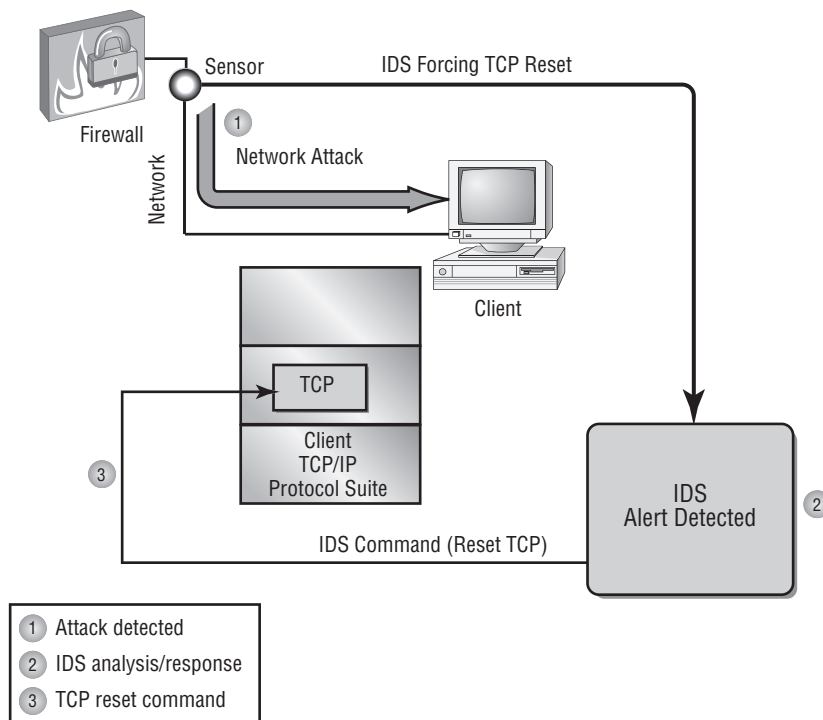 Sensor
IDS Forcing TCP Reset
Firewall
1
Network Attack
Network
Client
TCP
Client
TCP/IP
Protocol Suite
3
IDS
Alert Detected
2
IDS Command (Reset TCP)
1 Attack detected
2 IDS analysis/response
3 TCP reset command